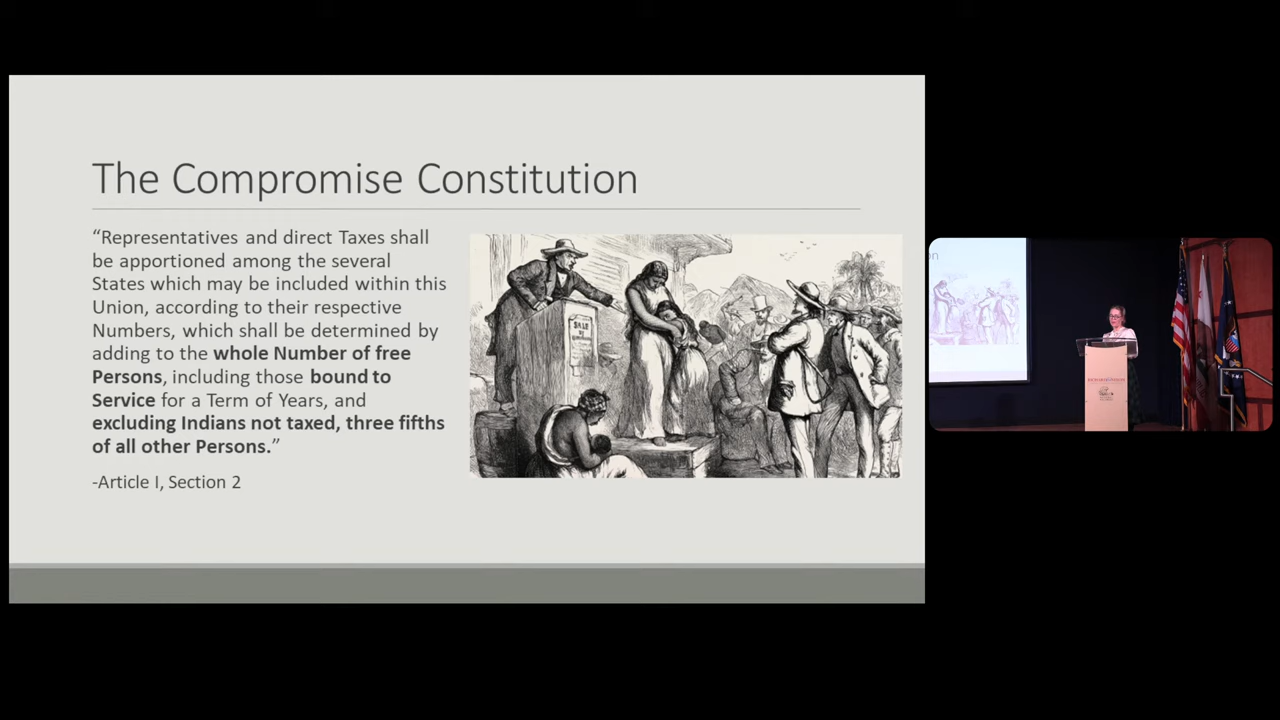 The Compromise Constitution
“Representatives and direct Taxes shall
be apportioned among the several
States which may be included within this
Union, according to their respective
Numbers, which shall be determined by
adding to the whole Number of free
Persons, including those bound to
Service for a Term of Years, and
excluding Indians not taxed, three fifths
of all other Persons.”
-Article I, Section 2
SALE